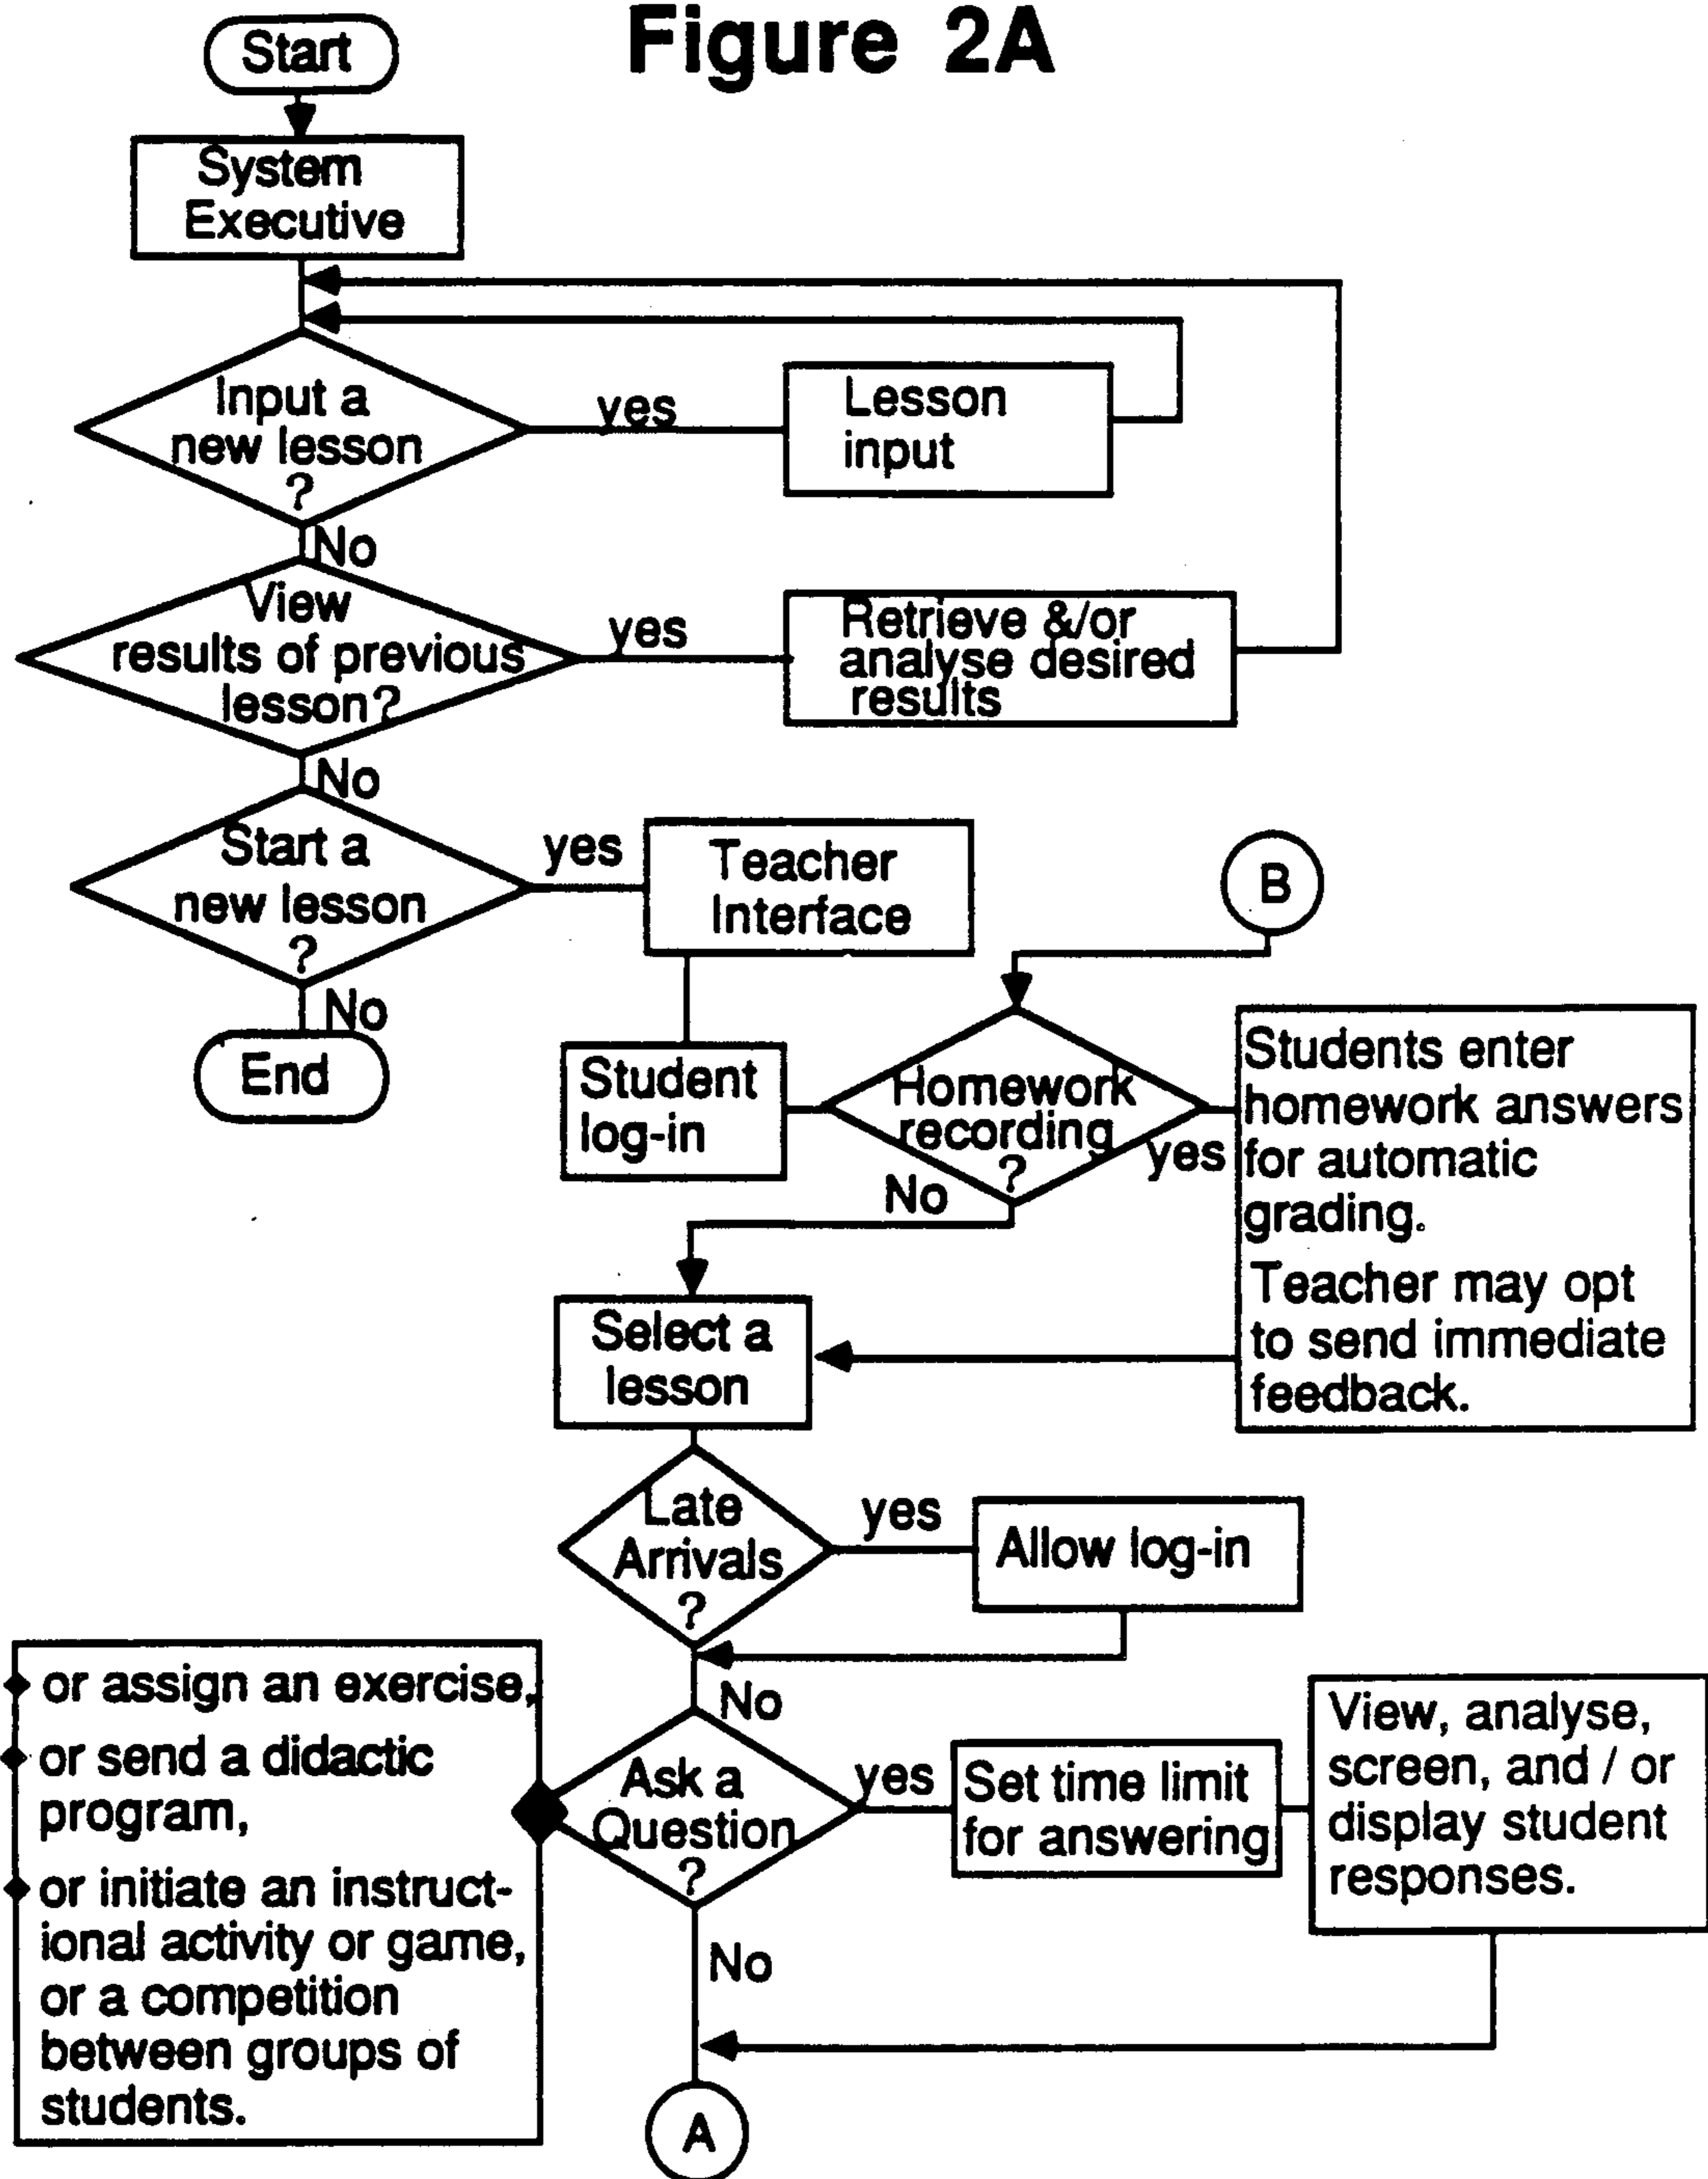 Figure 2A
Start
System
Executive
Input a
new lesson
?
yes
Lesson
input
No
View
results of previous
lesson?
yes
Retrieve &/or
analyse desired
results
No
Start a
new lesson
?
yes
Teacher
Interface
No
End
B
Student
log-in
Homework
recording
?
yes
No
Students enter
homework answers
for automatic
grading.
Teacher may opt
to send immediate
feedback.
Select a
lesson
Late
Arrivals
?
yes
Allow log-in
No
or assign an exercise,
or send a didactic
program,
or initiate an instruct-
ional activity or game,
or a competition
between groups of
students.
Ask a
Question
?
yes
Set time limit
for answering
View, analyse,
screen, and / or
display student
responses.
No
A